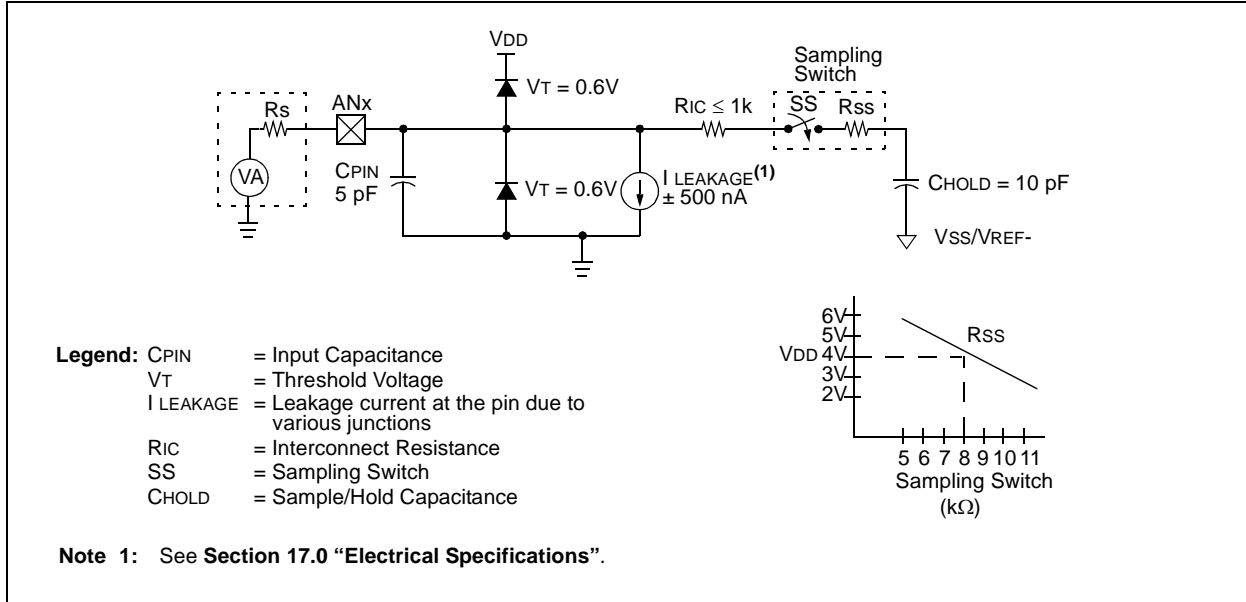 VDD
Sampling
Switch
VT = 0.6V
Rs
ANx
RIC ≤ 1k
SS
Rss
VA
CPIN
5 pF
VT = 0.6V
I LEAKAGE(1)
± 500 nA
CHOLD = 10 pF
VSS/VREF-
Legend: CPIN = Input Capacitance
VT = Threshold Voltage
I LEAKAGE = Leakage current at the pin due to
various junctions
RIC = Interconnect Resistance
SS = Sampling Switch
CHOLD = Sample/Hold Capacitance
6V
5V
VDD 4V
3V
2V
RSS
5 6 7 8 9 10 11
Sampling Switch
(kΩ)
Note 1: See Section 17.0 “Electrical Specifications”.